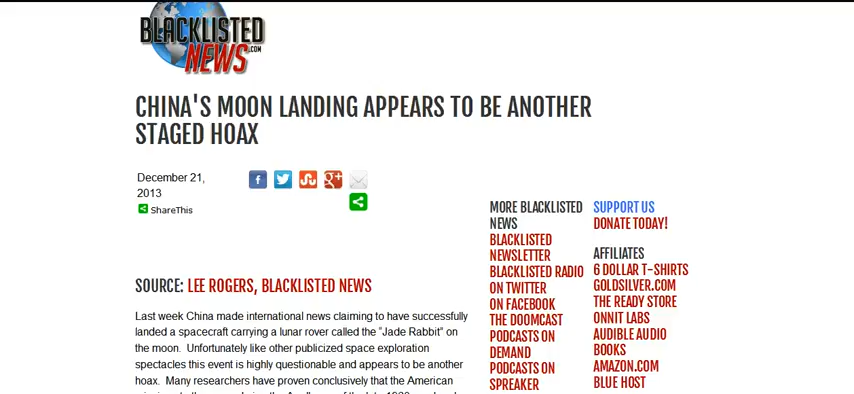 BLACKLISTED
NEWS.COM
CHINA'S MOON LANDING APPEARS TO BE ANOTHER
STAGED HOAX
December 21,
2013
ShareThis
SOURCE: LEE ROGERS, BLACKLISTED NEWS
Last week China made international news claiming to have successfully
landed a spacecraft carrying a lunar rover called the "Jade Rabbit" on
the moon. Unfortunately like other publicized space exploration
spectacles this event is highly questionable and appears to be another
hoax. Many researchers have proven conclusively that the American
MORE BLACKLISTED
NEWS
BLACKLISTED
NEWSLETTER
BLACKLISTED RADIO
ON TWITTER
ON FACEBOOK
THE DOOMCAST
PODCASTS ON
DEMAND
PODCASTS ON
SPREAKER
SUPPORT US
DONATE TODAY!
AFFILIATES
6 DOLLAR T-SHIRTS
GOLDSILVER.COM
THE READY STORE
ONNIT LABS
AUDIBLE AUDIO
BOOKS
AMAZON.COM
BLUE HOST